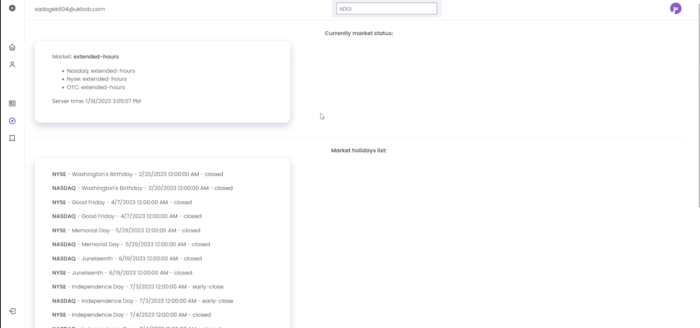 xadagek604@ukbob.com
ADGI
Currently market status:
Market: extended-hours
Nasdaq: extended-hours
Nyse: extended-hours
OTC: extended-hours
Server time: 1/18/2023 3:05:07 PM
Market holidays list:
NYSE - Washington's Birthday - 2/20/2023 12:00:00 AM - closed
NASDAQ - Washington's Birthday - 2/20/2023 12:00:00 AM - closed
NYSE - Good Friday - 4/7/2023 12:00:00 AM - closed
NASDAQ - Good Friday - 4/7/2023 12:00:00 AM - closed
NYSE - Memorial Day - 5/29/2023 12:00:00 AM - closed
NASDAQ - Memorial Day - 5/29/2023 12:00:00 AM - closed
NASDAQ - Juneteenth - 6/19/2023 12:00:00 AM - closed
NYSE - Juneteenth - 6/19/2023 12:00:00 AM - closed
NYSE - Independence Day - 7/3/2023 12:00:00 AM - early-close
NASDAQ - Independence Day - 7/3/2023 12:00:00 AM - early-close
NYSE - Independence Day - 7/4/2023 12:00:00 AM - closed